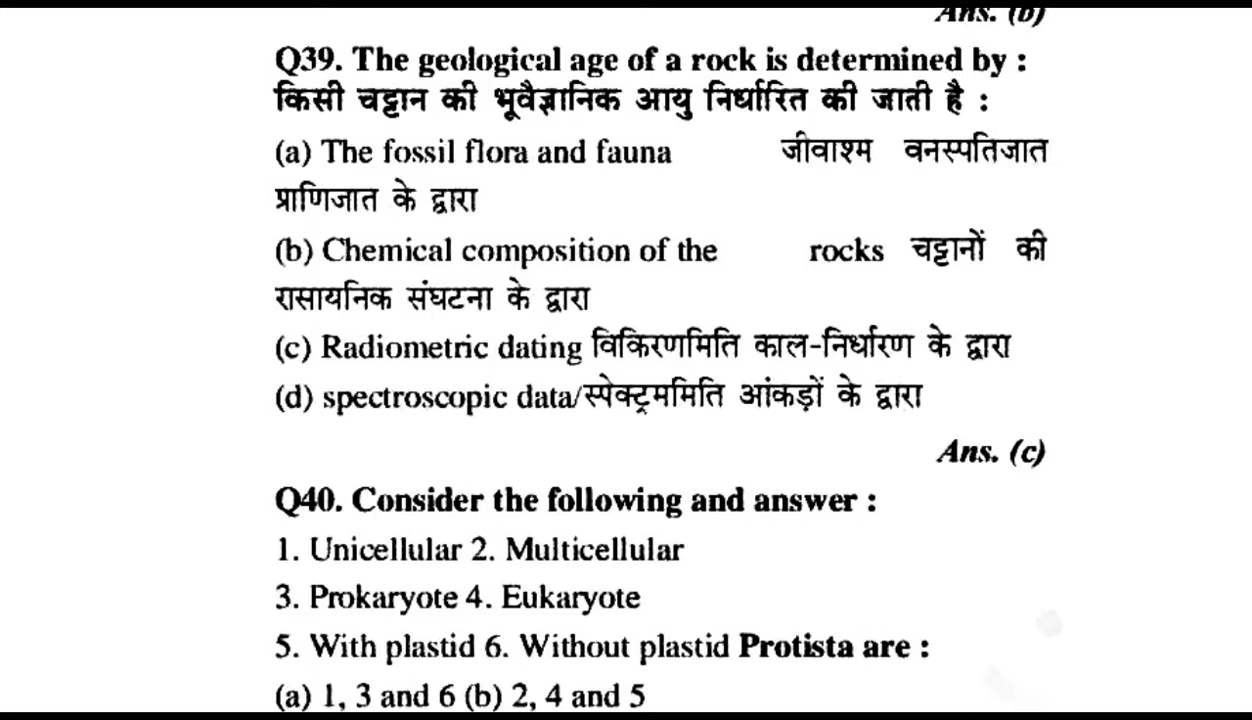 Ans. (b)
Q39. The geological age of a rock is determined by :
किसी चट्टान की भूवैज्ञानिक आयु निर्धारित की जाती है :
(a) The fossil flora and fauna जीवाश्म वनस्पतिजात
प्राणिजात के द्वारा
(b) Chemical composition of the rocks चट्टानों की
रासायनिक संघटना के द्वारा
(c) Radiometric dating विकिरणमिति काल-निर्धारण के द्वारा
(d) spectroscopic data/स्पेक्ट्रममिति आंकड़ों के द्वारा
Ans. (c)
Q40. Consider the following and answer :
1. Unicellular 2. Multicellular
3. Prokaryote 4. Eukaryote
5. With plastid 6. Without plastid Protista are :
(a) 1, 3 and 6 (b) 2, 4 and 5